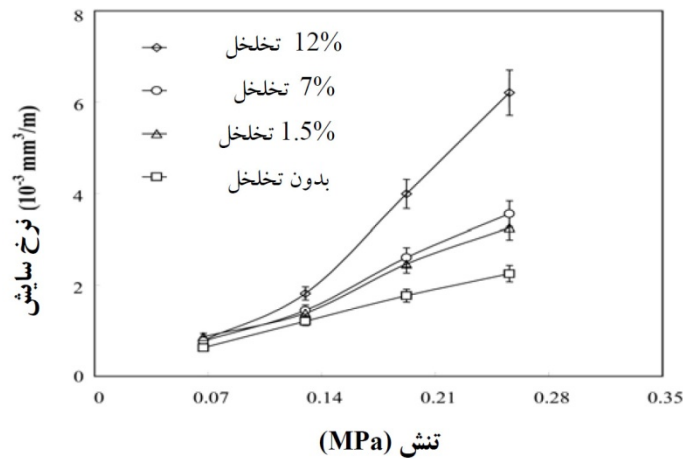 8
12% تخلخل
7% تخلخل
6
1.5% تخلخل
بدون تخلخل
4
2
0
نرخ سایش (10⁻³ mm³/m)
0 0.07 0.14 0.21 0.28 0.35
تنش (MPa)